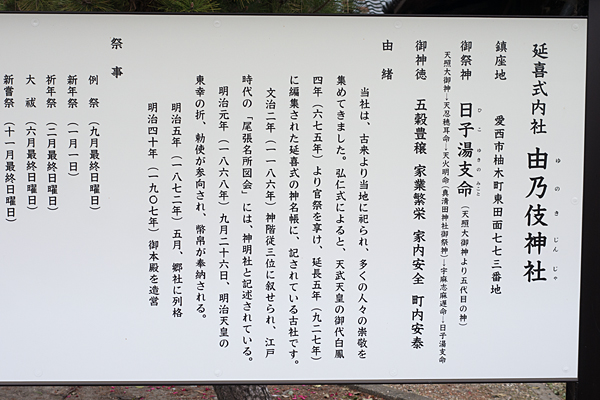 延喜式内社 由乃伎神社
ゆのきじんじゃ
鎮座地 愛西市柚木町東田面七七三番地
御祭神 日子湯支命(天照大御神より五代目の神)
ひこゆきのみこと
天照大御神→天忍穂耳命→天火明命(真清田神社御祭神)→宇麻志麻遅命→日子湯支命
御神徳 五穀豊穣 家業繁栄 家内安全 町内安泰
由緒
当社は、古来より当地に祀られ、多くの人々の崇敬を
集めてきました。弘仁式によると、天武天皇の御代白鳳
四年(六七五年)より官祭を享け、延長五年(九二七年)
に編集された延喜式の神名帳に、記されている古社です。
文治二年(一一八六年)神階従三位に叙せられ、江戸
時代の「尾張名所図会」には、神明社と記述されている。
明治元年(一八六八年)九月二十六日、明治天皇の
東幸の折、勅使が参向され、幣帛が奉納される。
明治五年(一八七二年)五月、郷社に列格
明治四十年(一九〇七年)御本殿を造営
祭事
例祭(九月最終日曜日)
新年祭(一月一日)
祈年祭(二月最終日曜日)
大祓(六月最終日曜日)
新嘗祭(十一月最終日曜日)